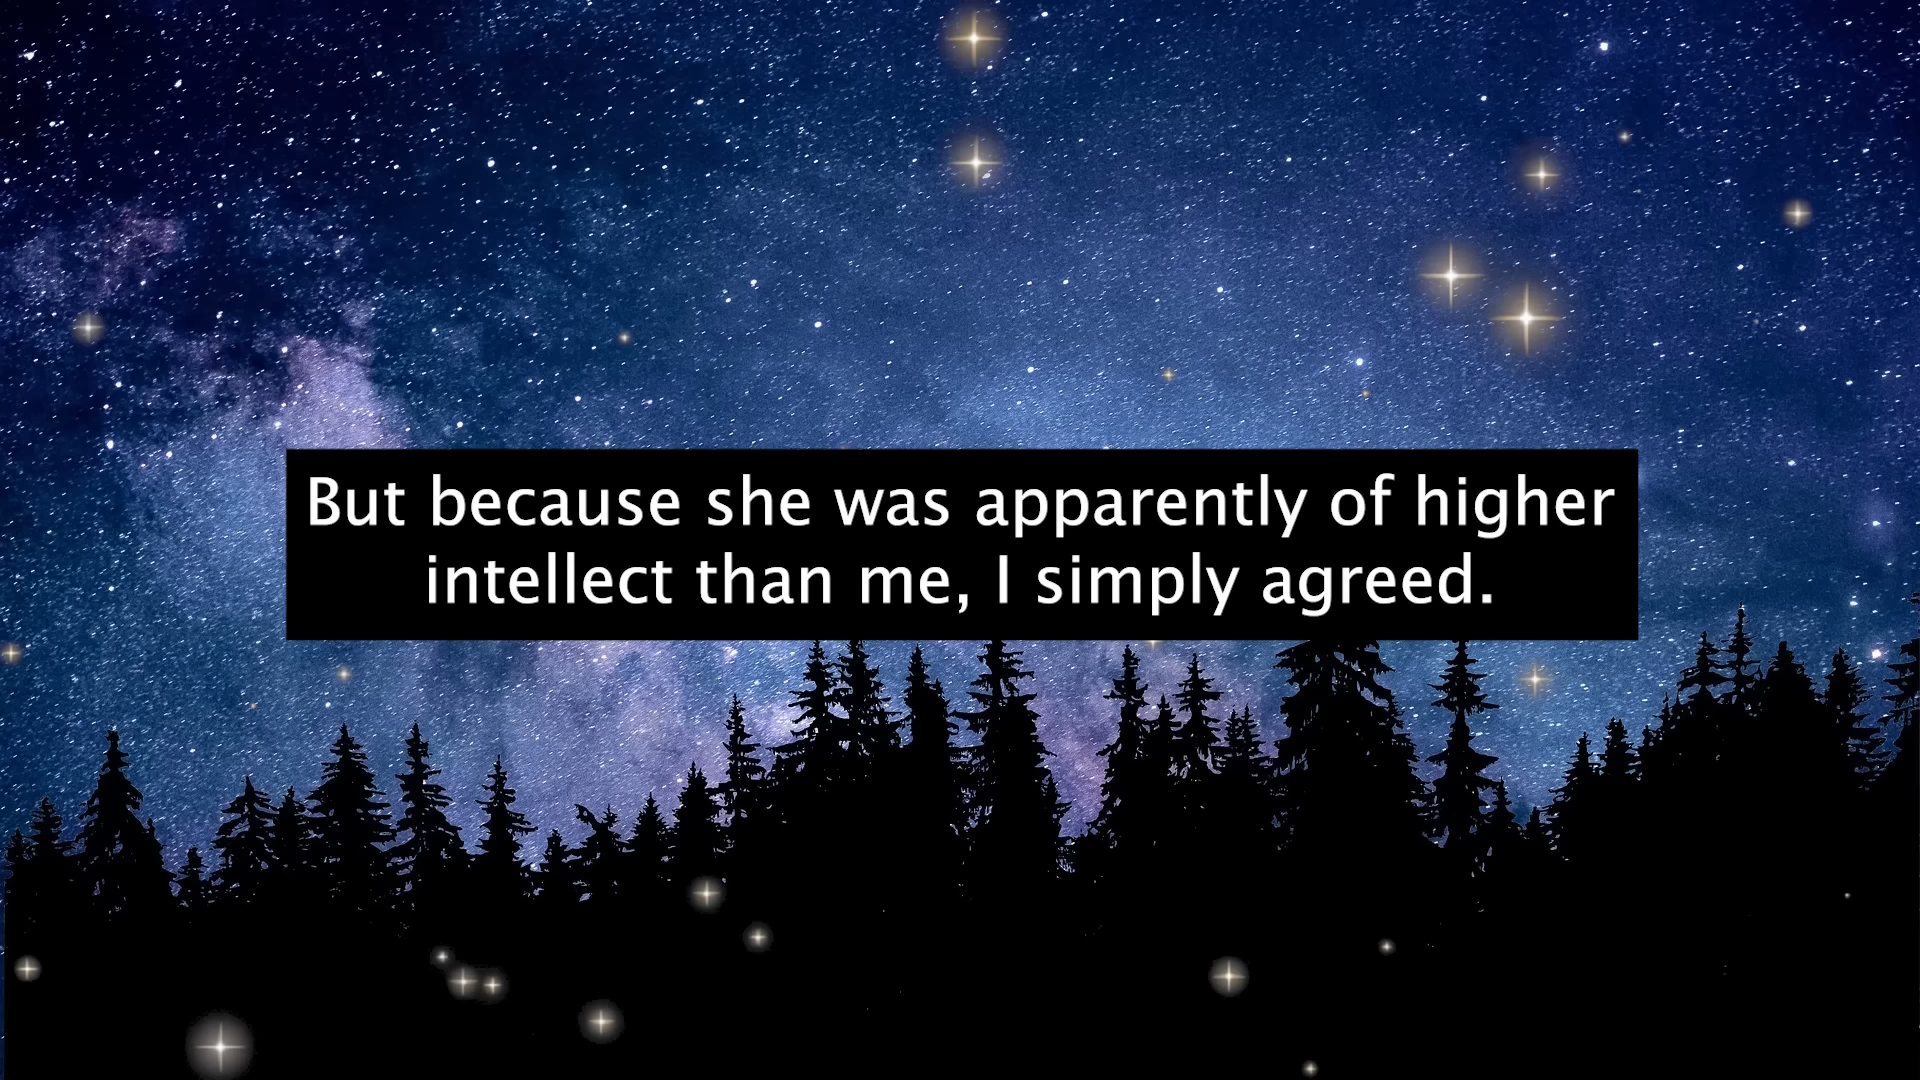 But because she was apparently of higher
intellect than me, I simply agreed.